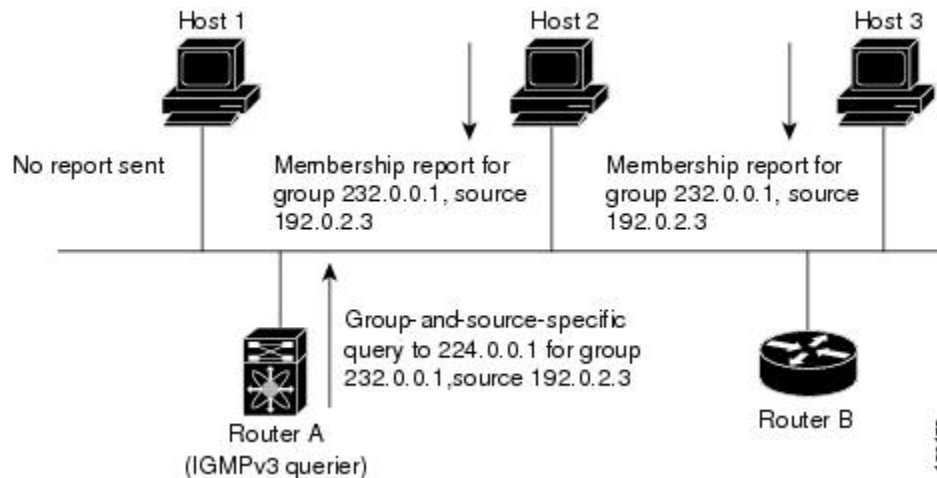 Host 1
Host 2
Host 3
No report sent
Membership report for
group 232.0.0.1, source
192.0.2.3
Membership report for
group 232.0.0.1, source
192.0.2.3
Group-and-source-specific
query to 224.0.0.1 for group
232.0.0.1,source 192.0.2.3
Router A
(IGMPv3 querier)
Router B